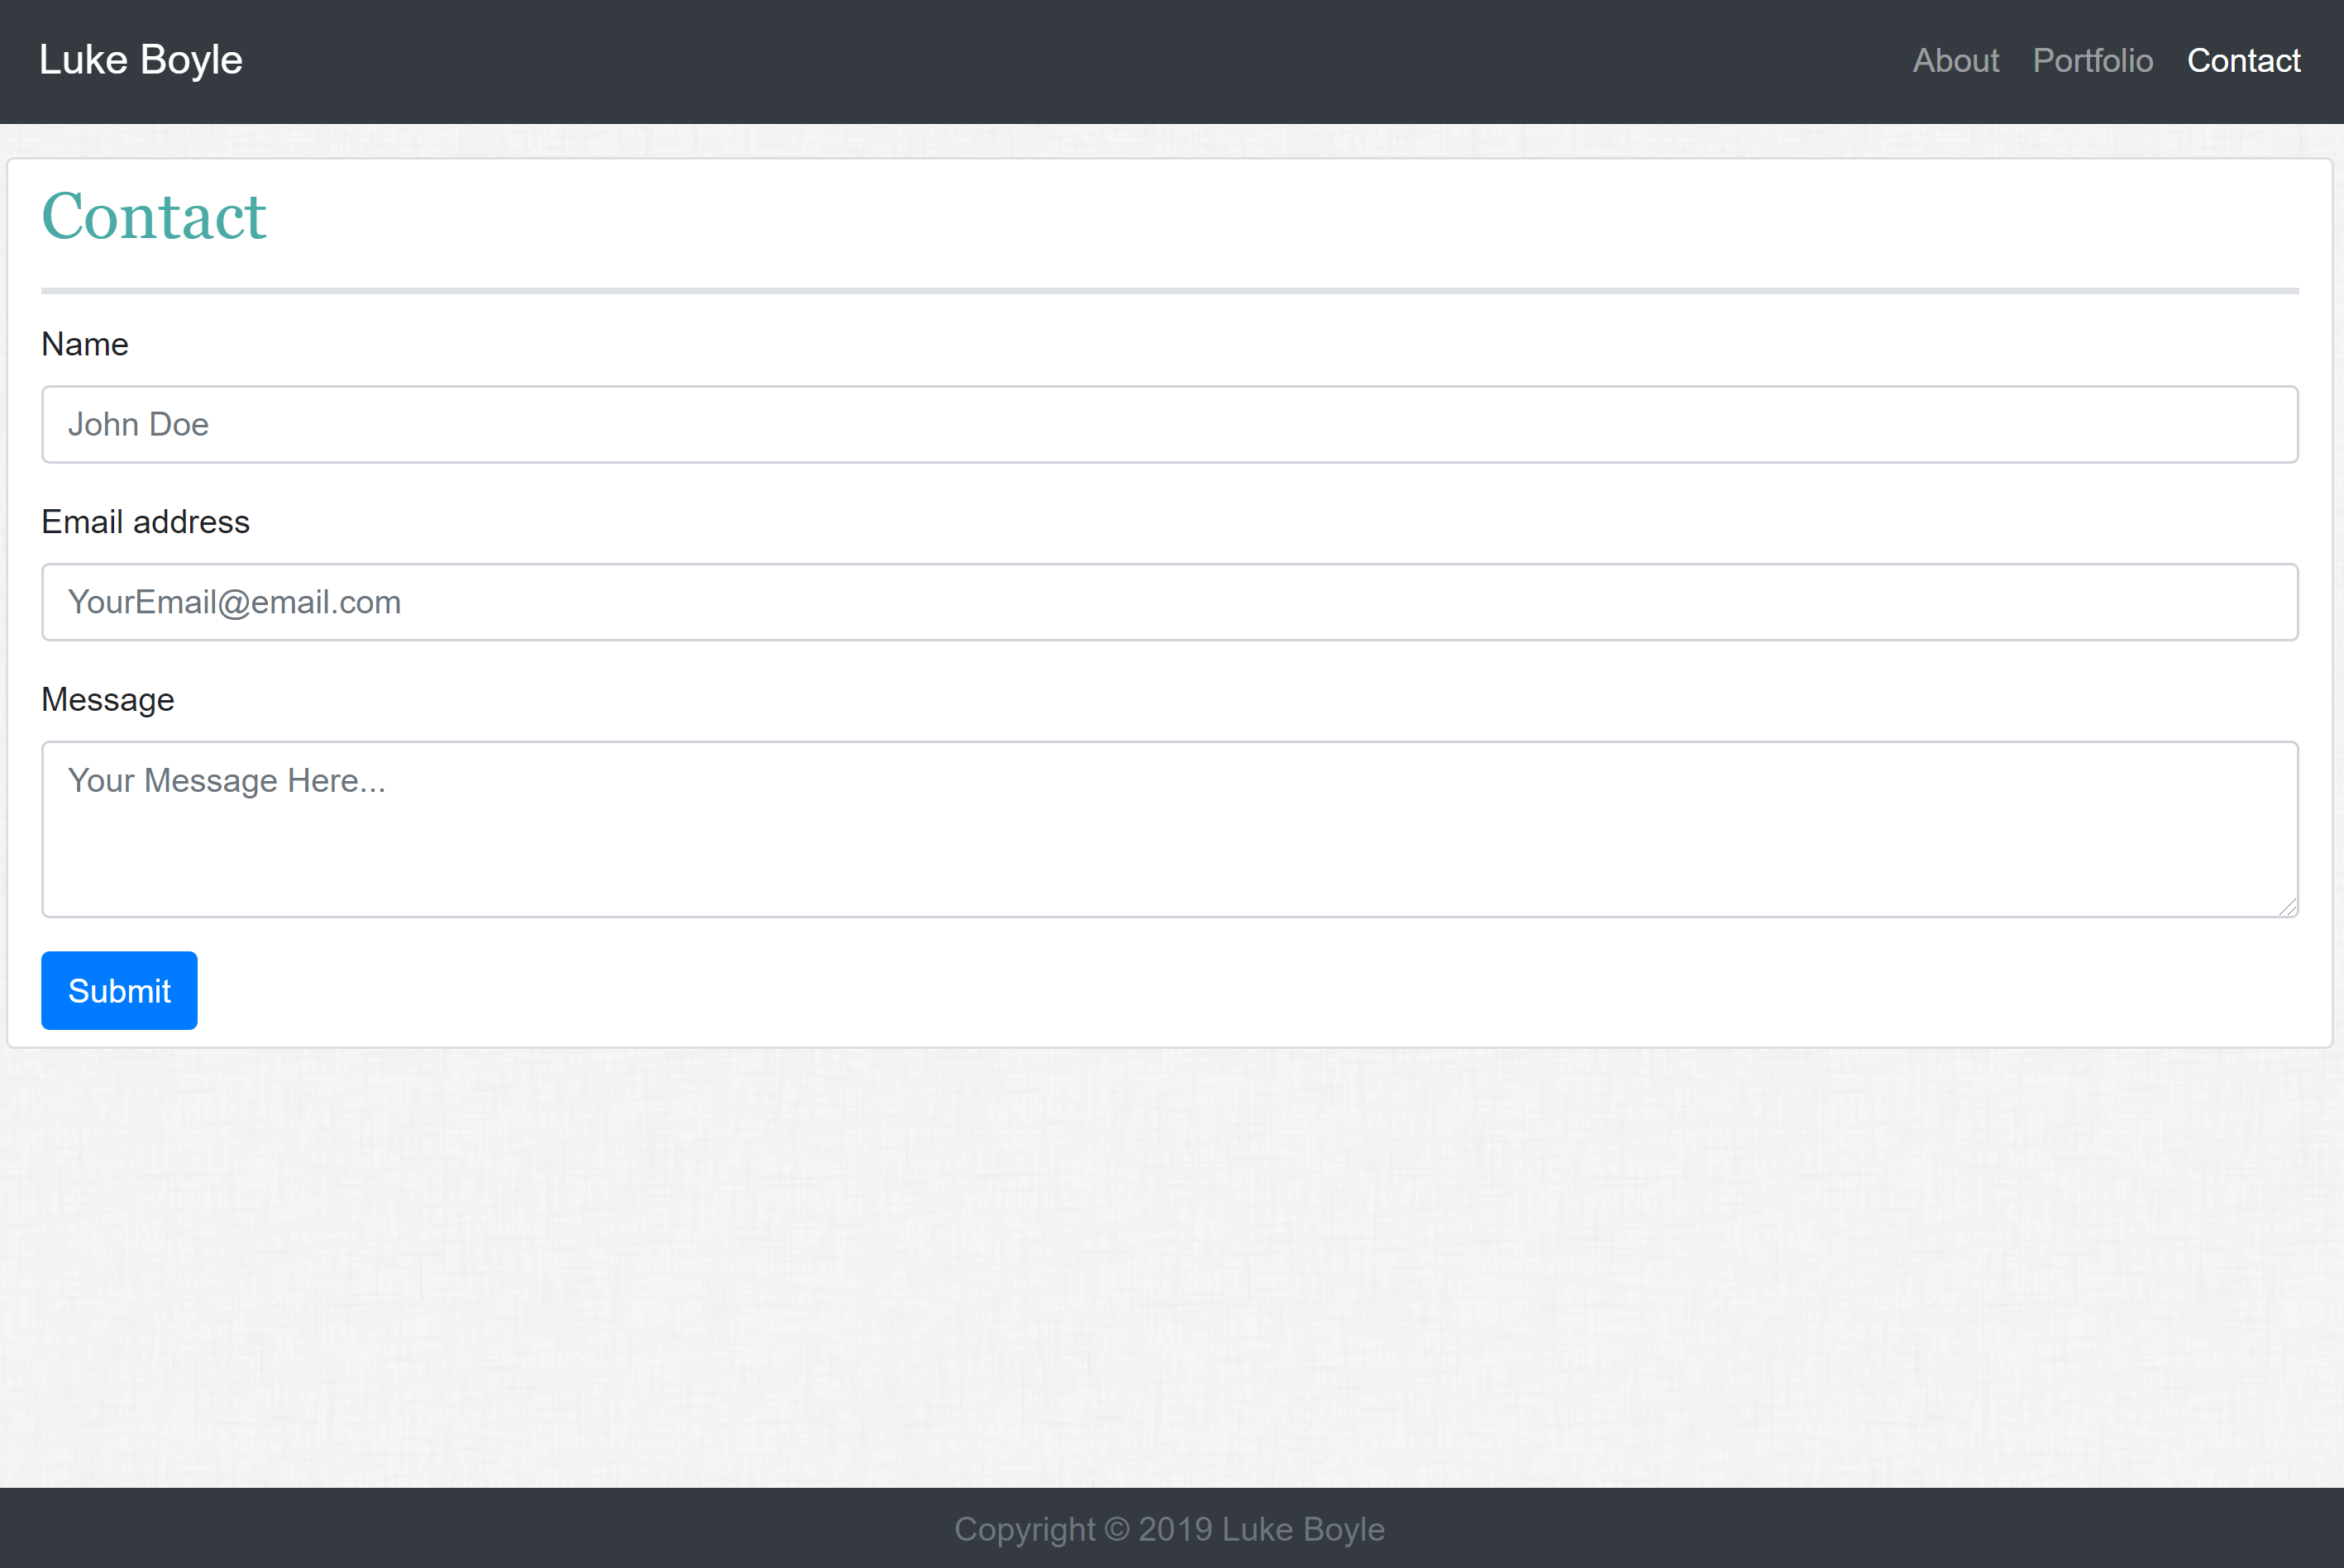 Luke Boyle
About Portfolio Contact
Contact
Name
John Doe
Email address
YourEmail@email.com
Message
Your Message Here...
Submit
Copyright © 2019 Luke Boyle